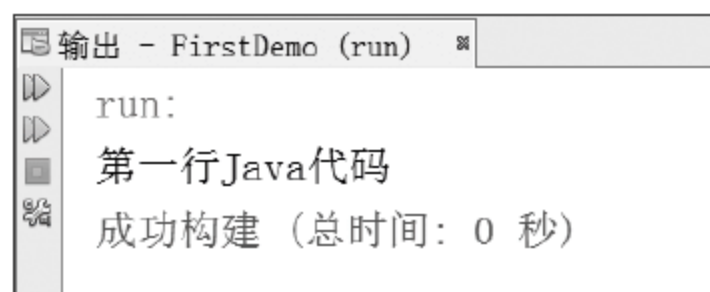 输出 - FirstDemo (run)
run:
第一行Java代码
成功构建 (总时间: 0 秒)